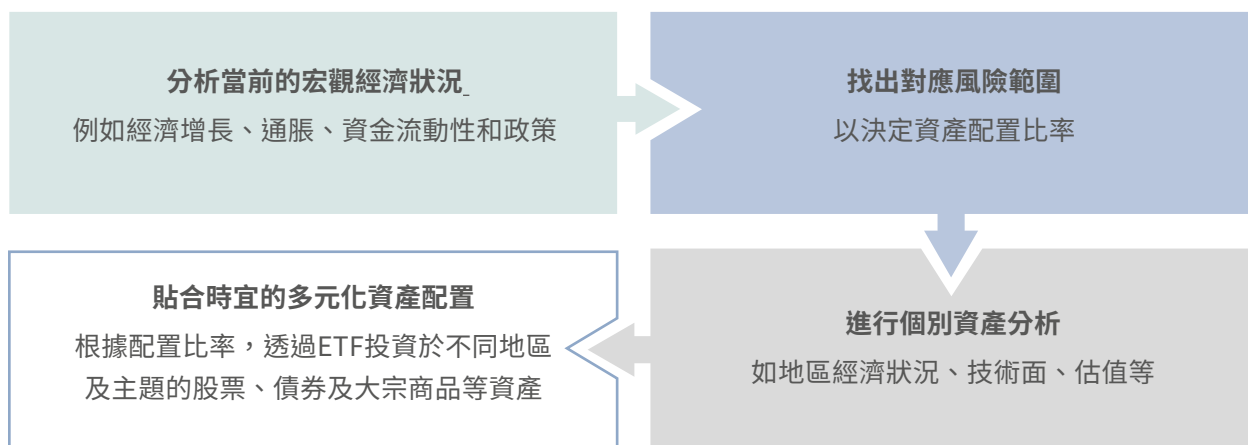 分析當前的宏觀經濟狀況
例如經濟增長、通脹、資金流動性和政策
找出對應風險範圍
以決定資產配置比率
進行個別資產分析
如地區經濟狀況、技術面、估值等
貼合時宜的多元化資產配置
根據配置比率，透過ETF投資於不同地區
及主題的股票、債券及大宗商品等資產